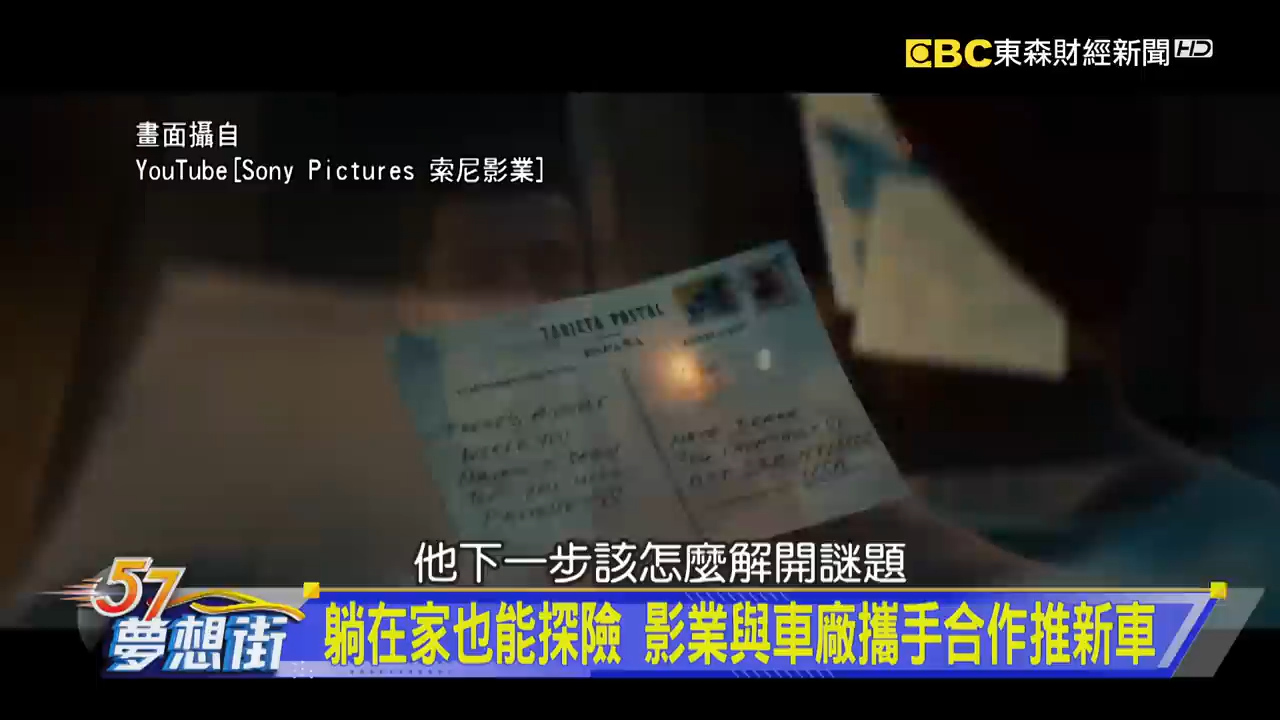 EBC東森財經新聞HD
畫面攝自
YouTube[Sony Pictures 索尼影業]
TARJETA POSTAL
他下一步該怎麼解開謎題
57
夢想街
躺在家也能探險 影業與車廠攜手合作推新車